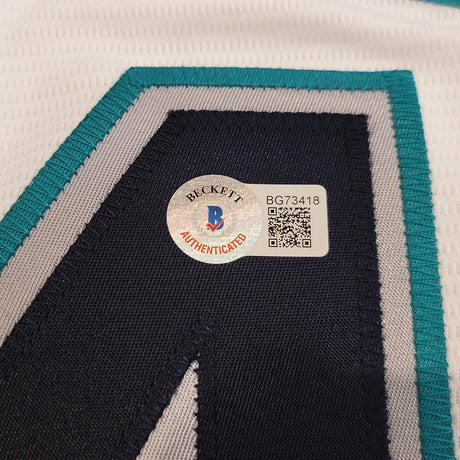 BECKETT
B
AUTHENTICATED
BG73418